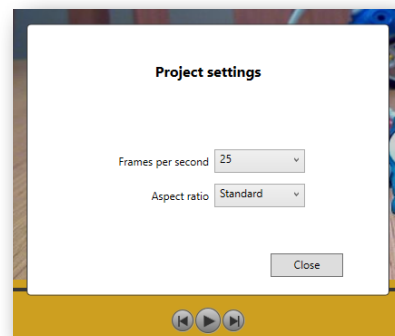 Project settings
Frames per second 25
Aspect ratio Standard
Close